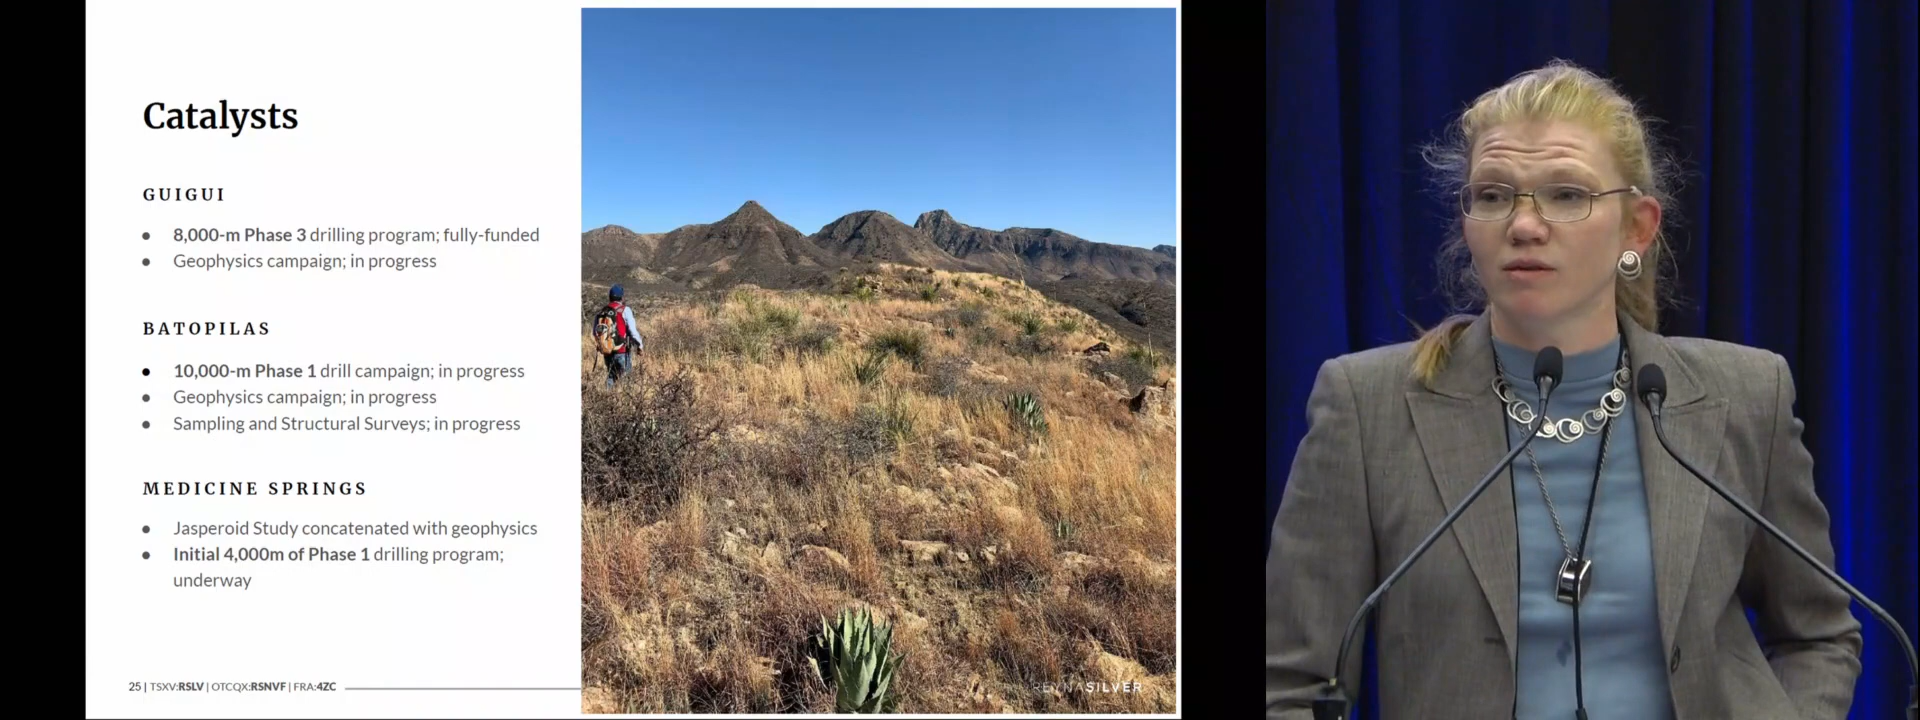 Catalysts
GUIGUI
● 8,000-m Phase 3 drilling program; fully-funded
● Geophysics campaign; in progress
BATOPILAS
● 10,000-m Phase 1 drill campaign; in progress
● Geophysics campaign; in progress
● Sampling and Structural Surveys; in progress
MEDICINE SPRINGS
● Jasperoid Study concatenated with geophysics
● Initial 4,000m of Phase 1 drilling program;
underway
25 | TSXV:RSLV | OTCQX:RSNVF | FRA:4ZC
REYNASILVER